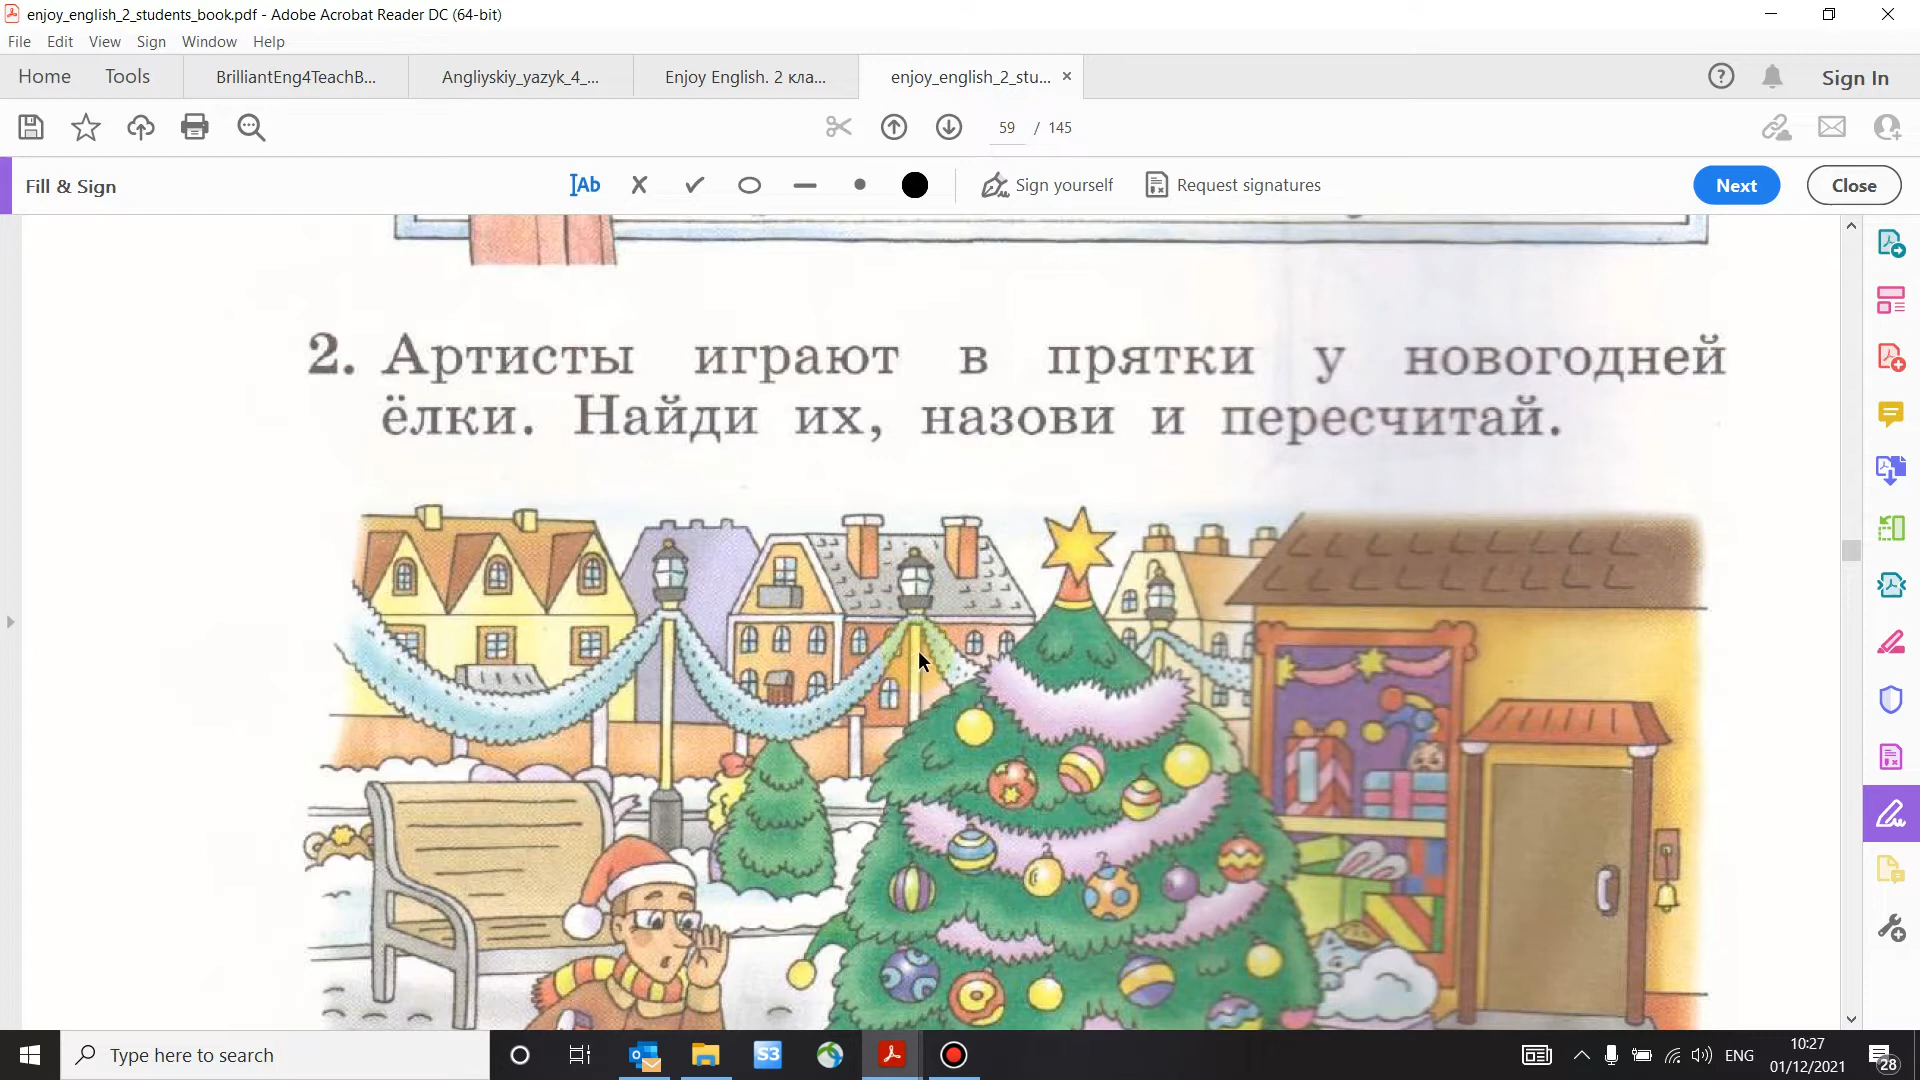 enjoy_english_2_students_book.pdf - Adobe Acrobat Reader DC (64-bit)
File Edit View Sign Window Help
Home Tools BrilliantEng4TeachB... Angliyskiy_yazyk_4_... Enjoy English. 2 кла... enjoy_english_2_stu... Sign In
59 / 145
Fill & Sign Ab Sign yourself Request signatures Next Close
2. Артисты играют в прятки у новогодней
ёлки. Найди их, назови и пересчитай.
Type here to search
S3
ENG
10:27
01/12/2021
28